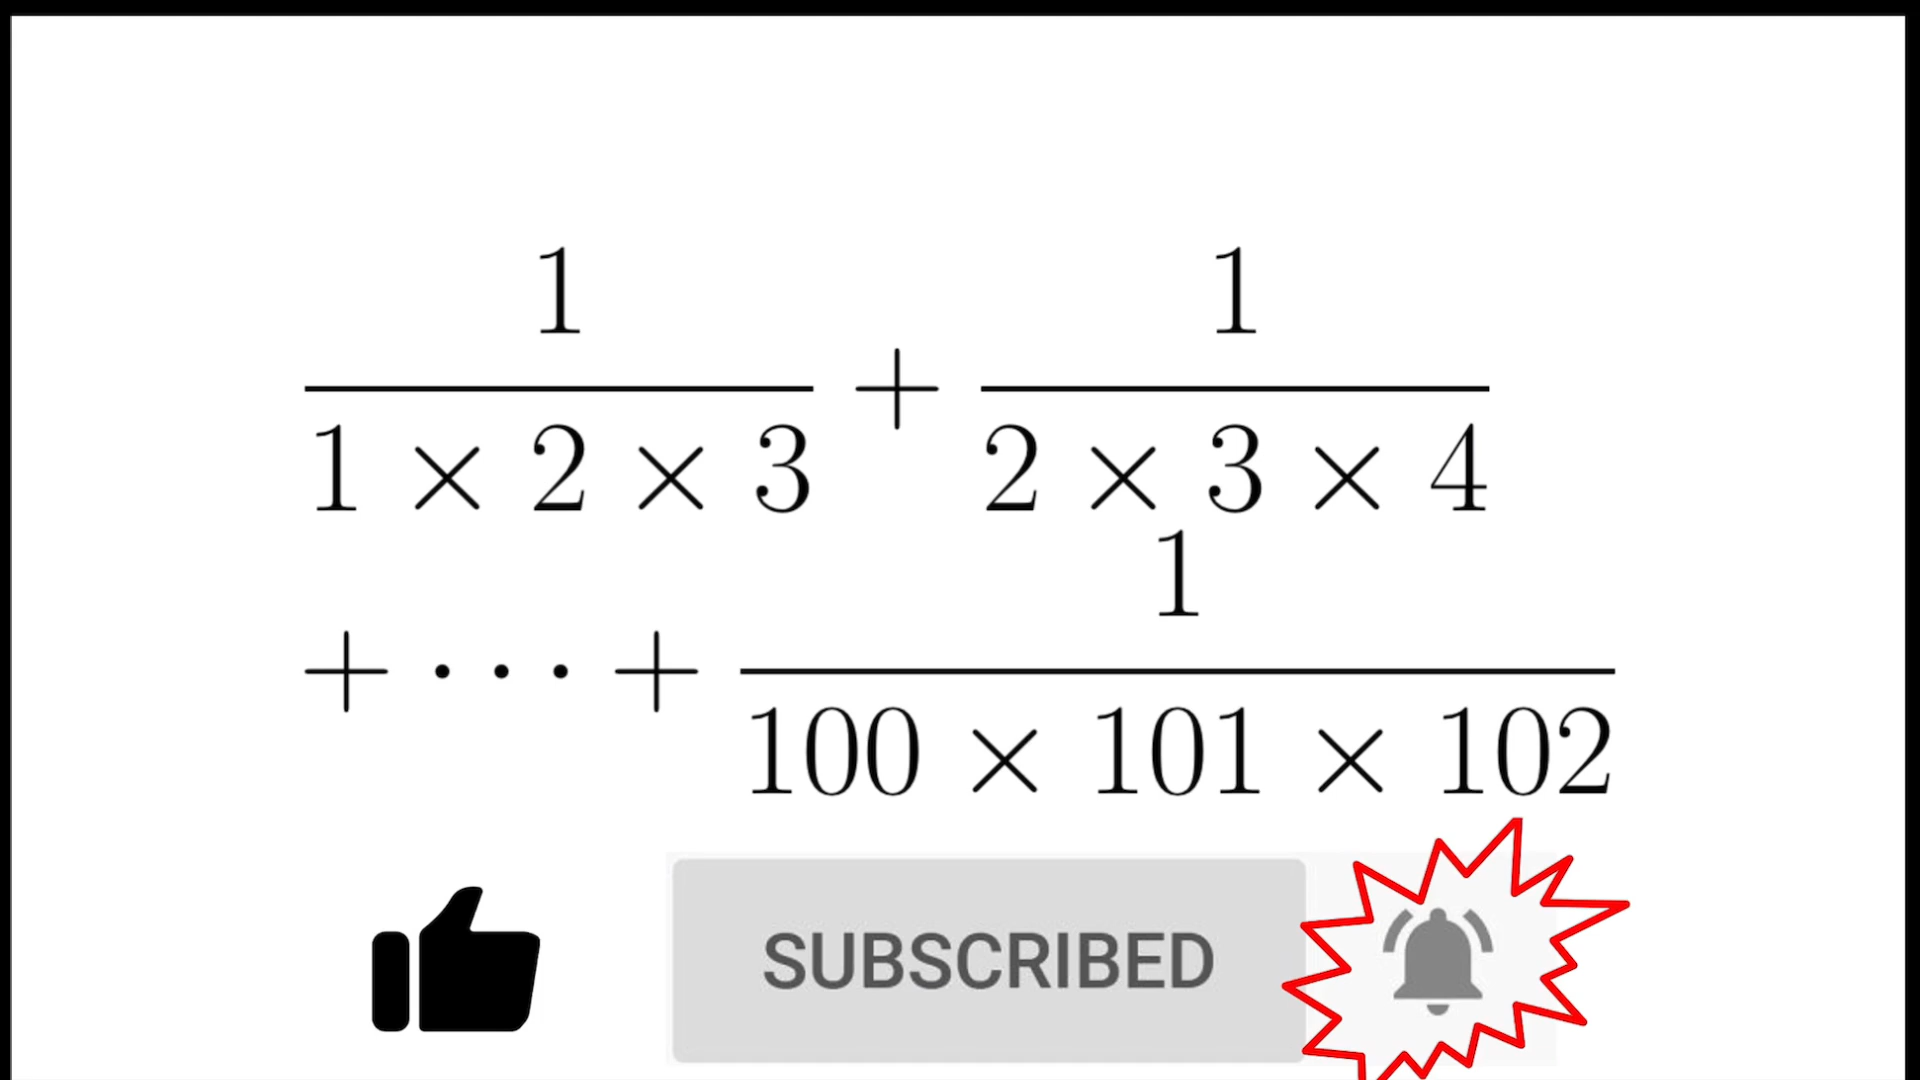 1/(1 × 2 × 3) + 1/(2 × 3 × 4)
+ ··· + 1/(100 × 101 × 102)
SUBSCRIBED